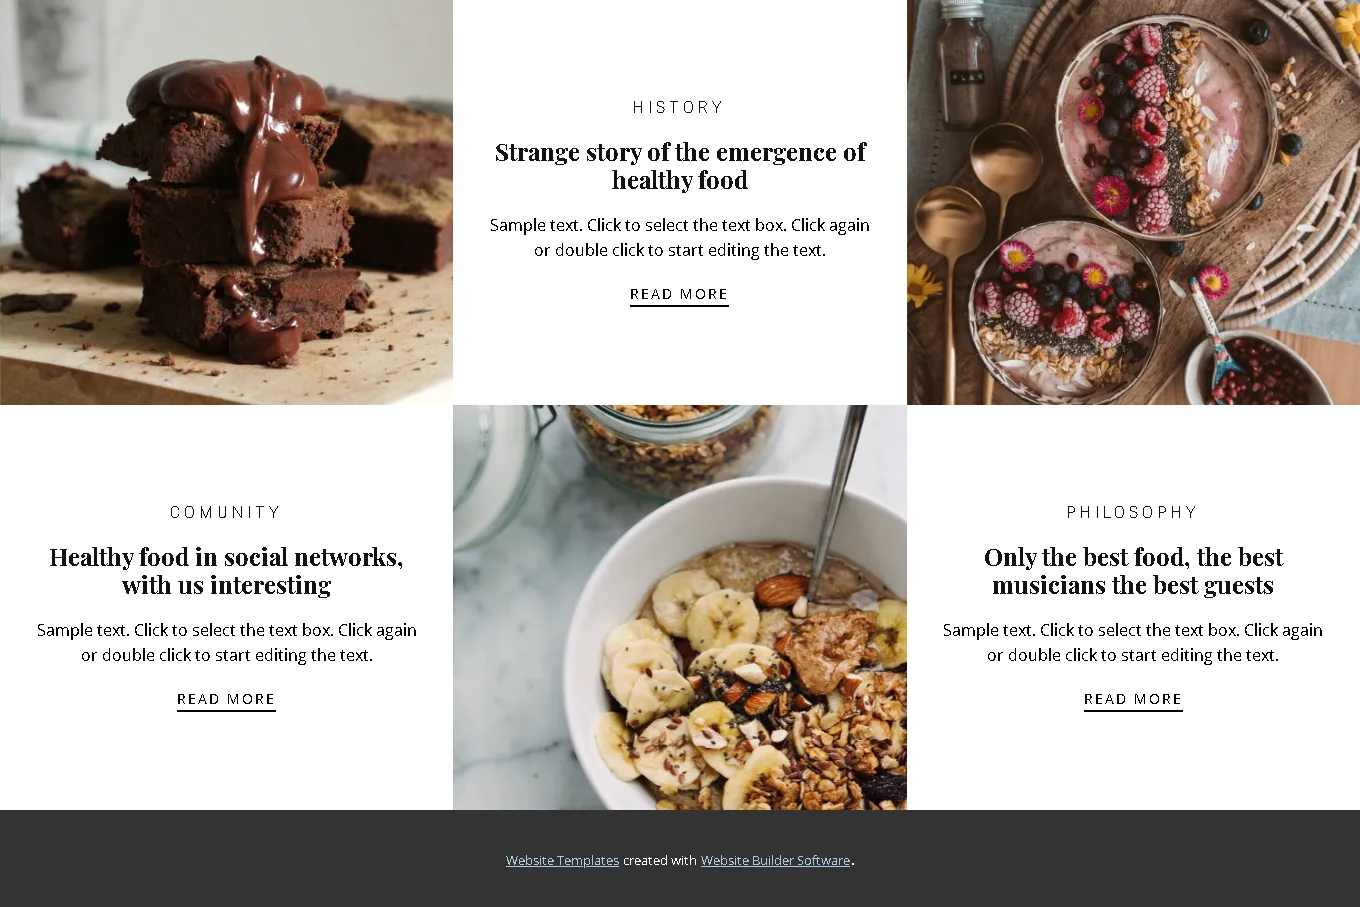 HISTORY
Strange story of the emergence of
healthy food
Sample text. Click to select the text box. Click again
or double click to start editing the text.
READ MORE
FLAX
COMUNITY
Healthy food in social networks,
with us interesting
Sample text. Click to select the text box. Click again
or double click to start editing the text.
READ MORE
PHILOSOPHY
Only the best food, the best
musicians the best guests
Sample text. Click to select the text box. Click again
or double click to start editing the text.
READ MORE
Website Templates created with Website Builder Software.